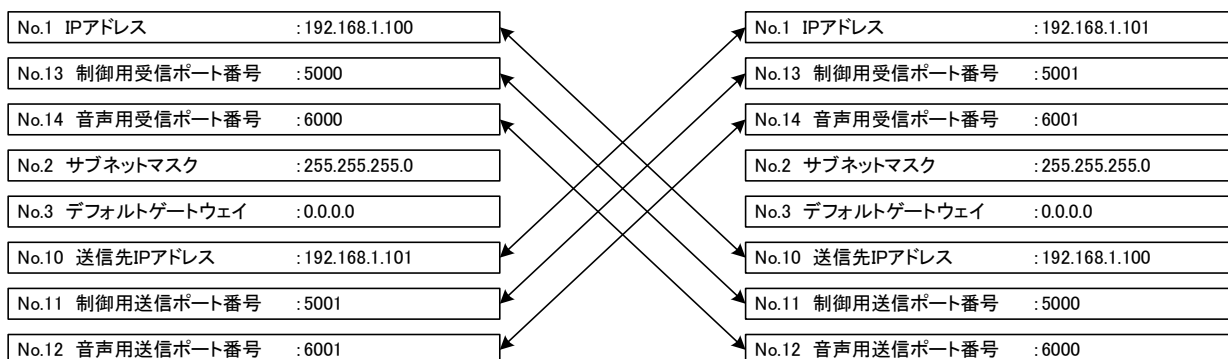 No.1 IPアドレス :192.168.1.100
No.13 制御用受信ポート番号 :5000
No.14 音声用受信ポート番号 :6000
No.2 サブネットマスク :255.255.255.0
No.3 デフォルトゲートウェイ :0.0.0.0
No.10 送信先IPアドレス :192.168.1.101
No.11 制御用送信ポート番号 :5001
No.12 音声用送信ポート番号 :6001
No.1 IPアドレス :192.168.1.101
No.13 制御用受信ポート番号 :5001
No.14 音声用受信ポート番号 :6001
No.2 サブネットマスク :255.255.255.0
No.3 デフォルトゲートウェイ :0.0.0.0
No.10 送信先IPアドレス :192.168.1.100
No.11 制御用送信ポート番号 :5000
No.12 音声用送信ポート番号 :6000